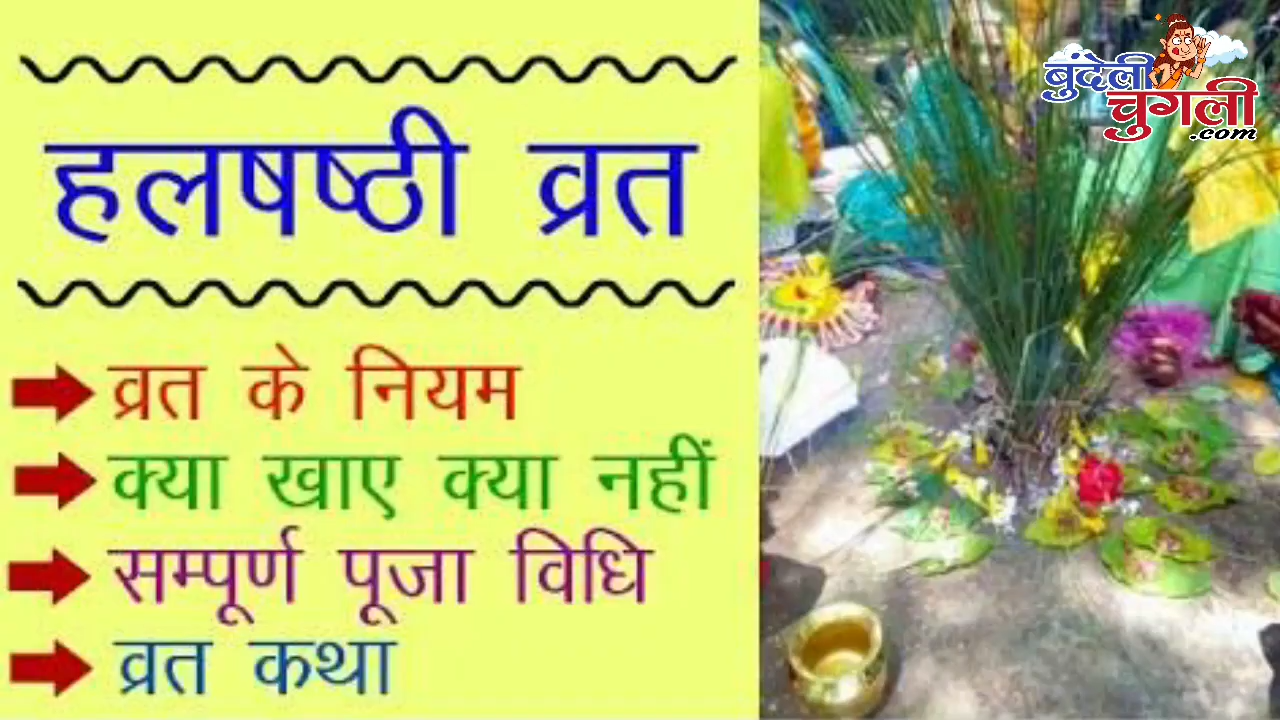 हलषष्ठी व्रत
व्रत के नियम
क्या खाए क्या नहीं
सम्पूर्ण पूजा विधि
व्रत कथा
बुंदेली
चुगली
.com